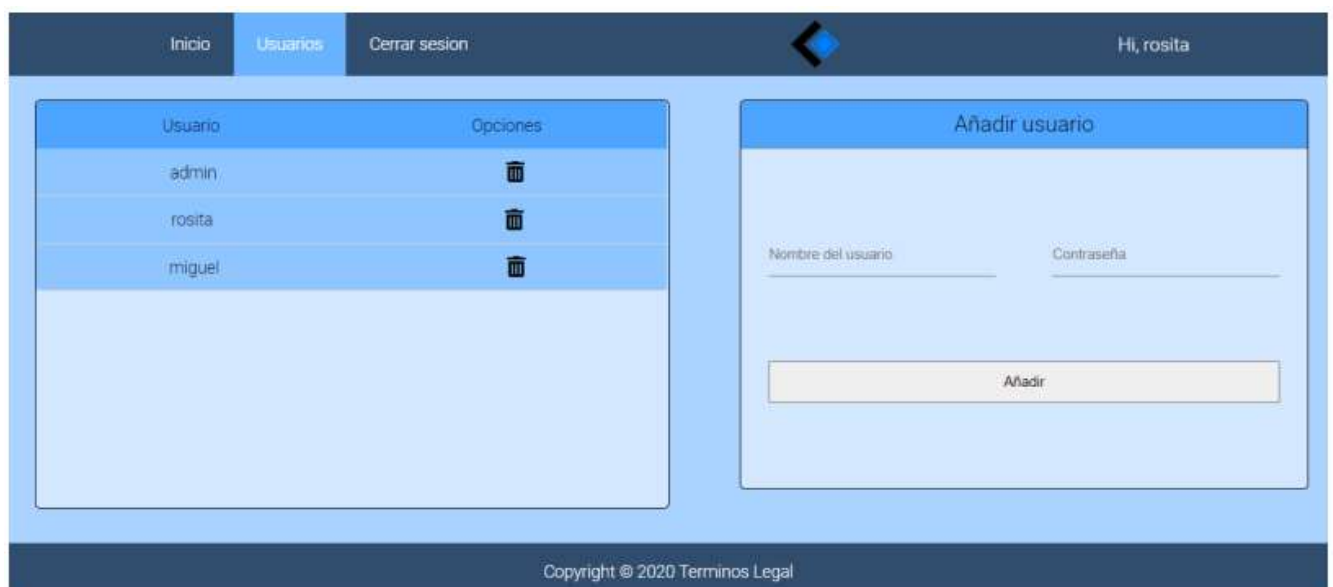 Inicio Usuarios Cerrar sesion Hi, rosita
Usuario Opciones
admin
rosita
miguel
Añadir usuario
Nombre del usuario Contraseña
Añadir
Copyright © 2020 Terminos Legal